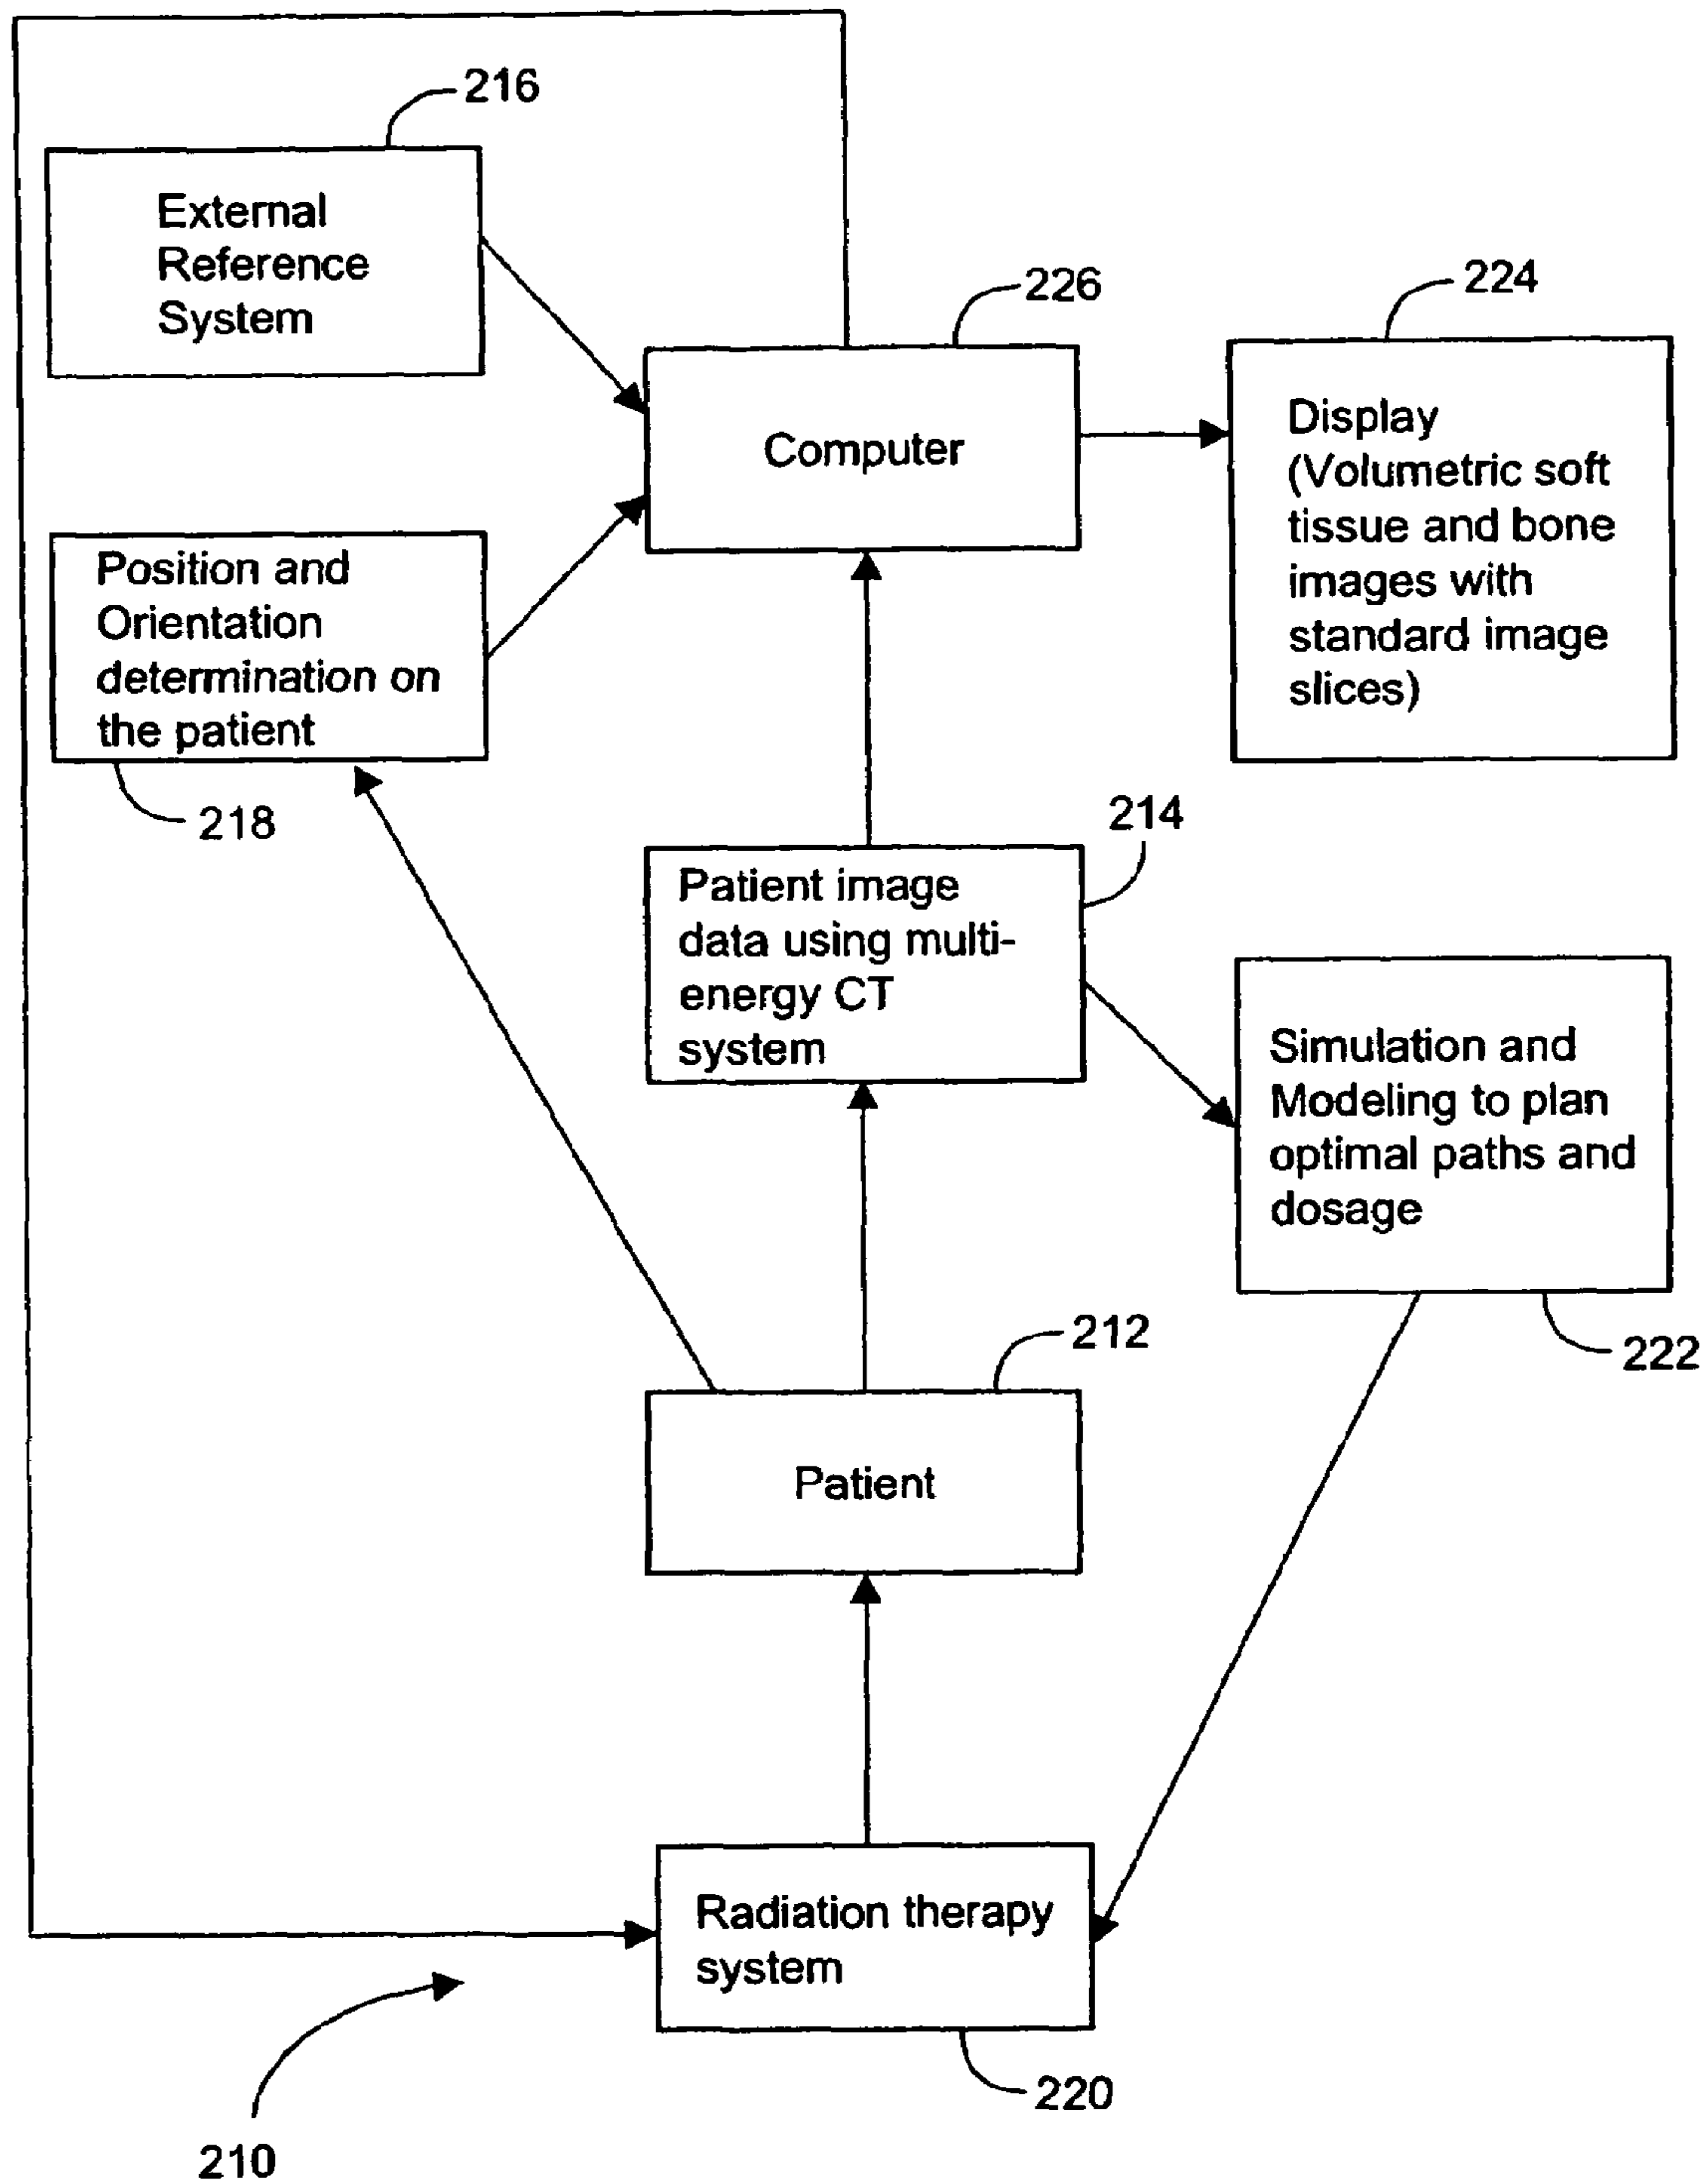 216
External
Reference
System
226
224
Computer
Display
(Volumetric soft
tissue and bone
images with
standard image
slices)
Position and
Orientation
determination on
the patient
218
214
Patient image
data using multi-
energy CT
system
Simulation and
Modeling to plan
optimal paths and
dosage
212
222
Patient
Radiation therapy
system
220
210